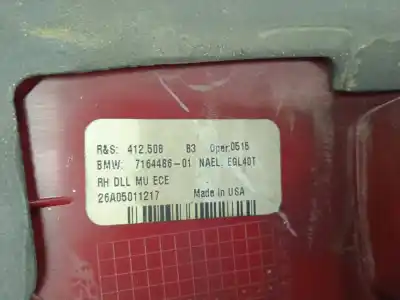 R&S: 412.508 B3 Oper.0515
BMW: 7164486-01 NAEL. EGL40T
RH DLL MU ECE
26A05011217 Made in USA